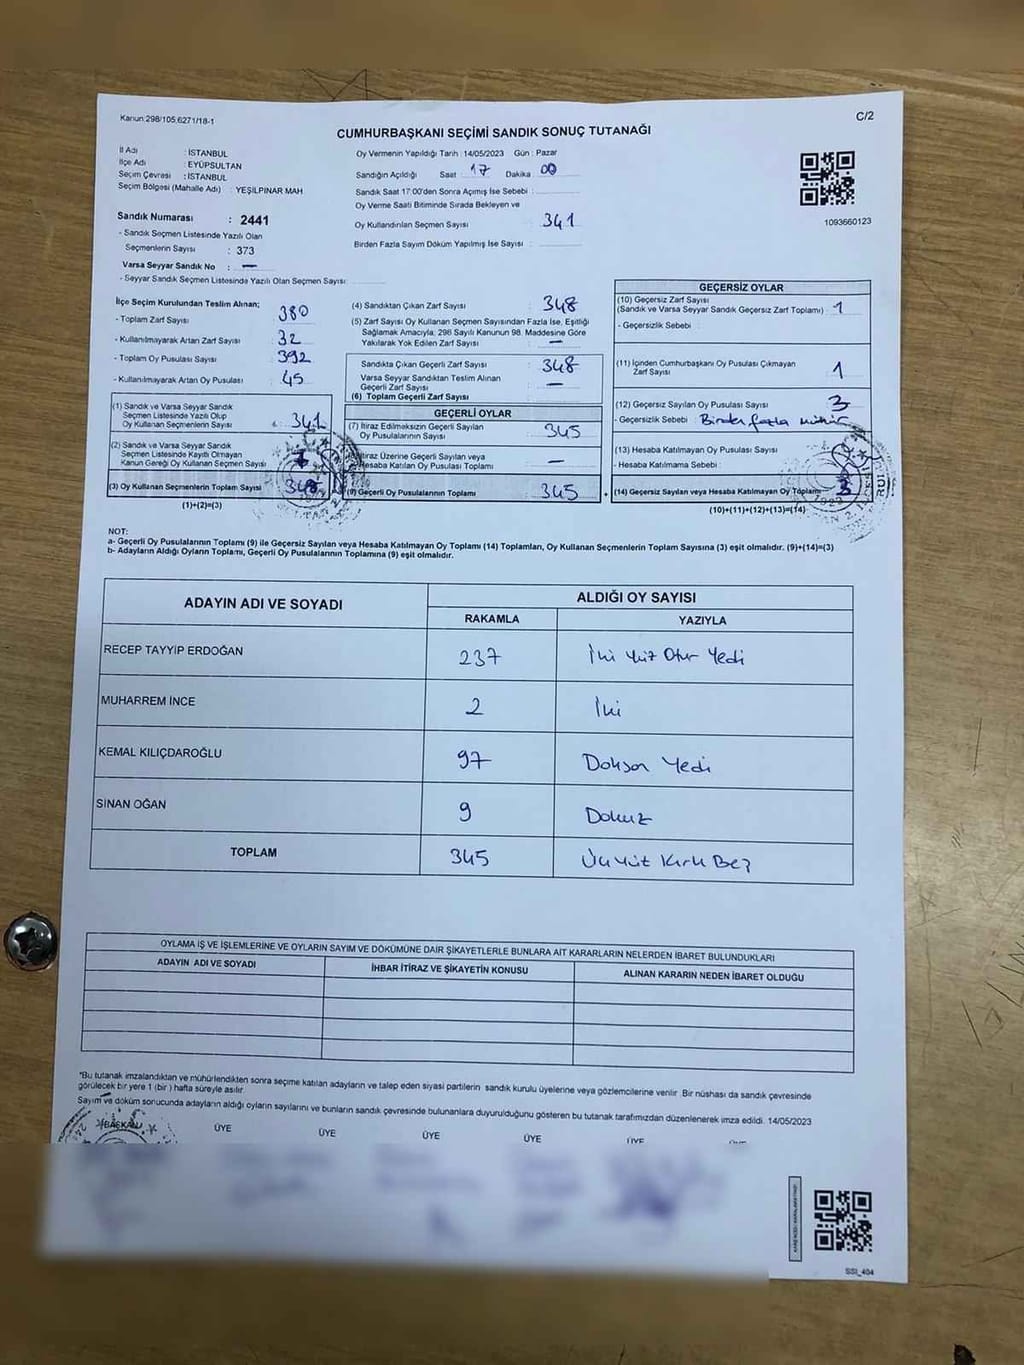 Kanun:298/105,6271/18-1
C/2
CUMHURBAŞKANI SEÇİMİ SANDIK SONUÇ TUTANAĞI
İl Adı : İSTANBUL
İlçe Adı : EYÜPSULTAN
Seçim Çevresi : İSTANBUL
Seçim Bölgesi (Mahalle Adı) : YEŞİLPINAR MAH
Sandık Numarası : 2441
- Sandık Seçmen Listesinde Yazılı Olan
Seçmenlerin Sayısı : 373
Varsa Seyyar Sandık No : —
- Seyyar Sandık Seçmen Listesinde Yazılı Olan Seçmen Sayısı:
Oy Vermenin Yapıldığı Tarih :14/05/2023 Gün : Pazar
Sandığın Açıldığı Saat : 17 Dakika : 00
Sandık Saat 17:00'den Sonra Açımış İse Sebebi :
Oy Verme Saati Bitiminde Sırada Bekleyen ve
Oy Kullandırılan Seçmen Sayısı : 341
Birden Fazla Sayım Döküm Yapılmış İse Sayısı :
1093660123
İlçe Seçim Kurulundan Teslim Alınan;
- Toplam Zarf Sayısı : 380
- Kullanılmayarak Artan Zarf Sayısı : 32
- Toplam Oy Pusulası Sayısı : 392
- Kullanılmayarak Artan Oy Pusulası : 45
(1) Sandık ve Varsa Seyyar Sandık
Seçmen Listesinde Yazılı Olup
Oy Kullanan Seçmenlerin Sayısı : 341
(2) Sandık ve Varsa Seyyar Sandık
Seçmen Listesinde Kayıtlı Olmayan
Kanun Gereği Oy Kullanan Seçmen Sayısı : 7
(3) Oy Kullanan Seçmenlerin Toplam Sayısı : 348
(1)+(2)=(3)
(4) Sandıktan Çıkan Zarf Sayısı : 348
(5) Zarf Sayısı Oy Kullanan Seçmen Sayısından Fazla İse, Eşitliği
Sağlamak Amacıyla; 298 Sayılı Kanunun 98. Maddesine Göre
Yakılarak Yok Edilen Zarf Sayısı : —
Sandıkta Çıkan Geçerli Zarf Sayısı : 348
Varsa Seyyar Sandıktan Teslim Alınan
Geçerli Zarf Sayısı : —
(6) Toplam Geçerli Zarf Sayısı :
GEÇERLİ OYLAR
(7) İtiraz Edilmeksizin Geçerli Sayılan
Oy Pusulalarının Sayısı : 345
İtiraz Üzerine Geçerli Sayılan veya
Hesaba Katılan Oy Pusulası Toplamı : —
(9) Geçerli Oy Pusulalarının Toplamı : 345
GEÇERSİZ OYLAR
(10) Geçersiz Zarf Sayısı
(Sandık ve Varsa Seyyar Sandık Geçersiz Zarf Toplamı) : 1
- Geçersizlik Sebebi :
(11) İçinden Cumhurbaşkanı Oy Pusulası Çıkmayan
Zarf Sayısı : 1
(12) Geçersiz Sayılan Oy Pusulası Sayısı : 3
- Geçersizlik Sebebi : Birden fazla mühür
(13) Hesaba Katılmayan Oy Pusulası Sayısı :
- Hesaba Katılmama Sebebi :
(14) Geçersiz Sayılan veya Hesaba Katılmayan Oy Toplamı : 3
(10)+(11)+(12)+(13)=(14)
NOT:
a- Geçerli Oy Pusulalarının Toplamı (9) ile Geçersiz Sayılan veya Hesaba Katılmayan Oy Toplamı (14) Toplamları, Oy Kullanan Seçmenlerin Toplam Sayısına (3) eşit olmalıdır. (9)+(14)=(3)
b- Adayların Aldığı Oyların Toplamı, Geçerli Oy Pusulalarının Toplamına (9) eşit olmalıdır.
ADAYIN ADI VE SOYADI ALDIĞI OY SAYISI
RAKAMLA YAZIYLA
RECEP TAYYİP ERDOĞAN 237 İki Yüz Otuz Yedi
MUHARREM İNCE 2 İki
KEMAL KILIÇDAROĞLU 97 Doksan Yedi
SİNAN OĞAN 9 Dokuz
TOPLAM 345 Üç Yüz Kırk Beş
OYLAMA İŞ VE İŞLEMLERİNE VE OYLARIN SAYIM VE DÖKÜMÜNE DAİR ŞİKAYETLERLE BUNLARA AİT KARARLARIN NELERDEN İBARET BULUNDUKLARI
ADAYIN ADI VE SOYADI İHBAR İTİRAZ VE ŞİKAYETİN KONUSU ALINAN KARARIN NEDEN İBARET OLDUĞU
*Bu tutanak imzalandıktan ve mühürlendikten sonra seçime katılan adayların ve talep eden siyasi partilerin sandık kurulu üyelerine veya gözlemcilerine verilir .Bir nüshası da sandık çevresinde
görülecek bir yere 1 (bir ) hafta süreyle asılır.
Sayım ve döküm sonucunda adayların aldığı oyların sayılarını ve bunların sandık çevresinde bulunanlara duyurulduğunu gösteren bu tutanak tarafımızdan düzenlenerek imza edildi. 14/05/2023
BAŞKAN ÜYE ÜYE ÜYE ÜYE ÜYE ÜYE
SSI_404